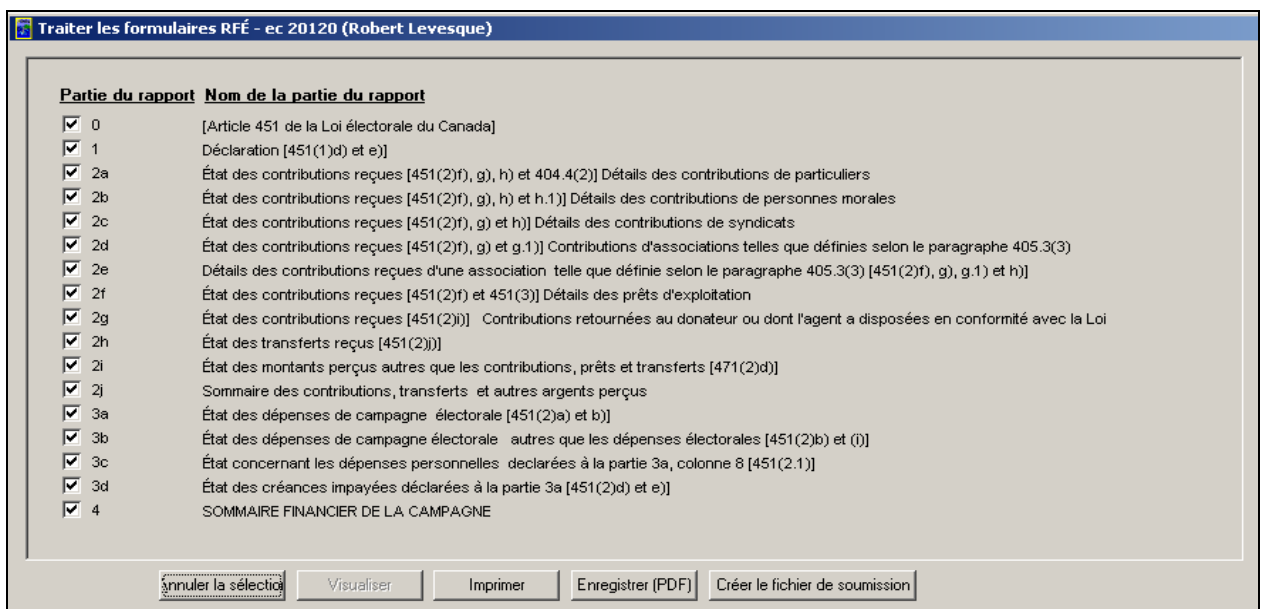 Traiter les formulaires RFÉ - ec 20120 (Robert Levesque)
Partie du rapport Nom de la partie du rapport
0 [Article 451 de la Loi électorale du Canada]
1 Déclaration [451(1)d) et e)]
2a État des contributions reçues [451(2)f), g), h) et 404.4(2)] Détails des contributions de particuliers
2b État des contributions reçues [451(2)f), g), h) et h.1)] Détails des contributions de personnes morales
2c État des contributions reçues [451(2)f), g) et h)] Détails des contributions de syndicats
2d État des contributions reçues [451(2)f), g) et g.1)] Contributions d'associations telles que définies selon le paragraphe 405.3(3)
2e Détails des contributions reçues d'une association telle que définie selon le paragraphe 405.3(3) [451(2)f), g), g.1) et h)]
2f État des contributions reçues [451(2)f) et 451(3)] Détails des prêts d'exploitation
2g État des contributions reçues [451(2)i)] Contributions retournées au donateur ou dont l'agent a disposées en conformité avec la Loi
2h État des transferts reçus [451(2)j)]
2i État des montants perçus autres que les contributions, prêts et transferts [471(2)d)]
2j Sommaire des contributions, transferts et autres argents perçus
3a État des dépenses de campagne électorale [451(2)a) et b)]
3b État des dépenses de campagne électorale autres que les dépenses électorales [451(2)b) et (i)]
3c État concernant les dépenses personnelles declarées à la partie 3a, colonne 8 [451(2.1)]
3d État des créances impayées déclarées à la partie 3a [451(2)d) et e)]
4 SOMMAIRE FINANCIER DE LA CAMPAGNE
nnuler la sélectio Visualiser Imprimer Enregistrer (PDF) Créer le fichier de soumission